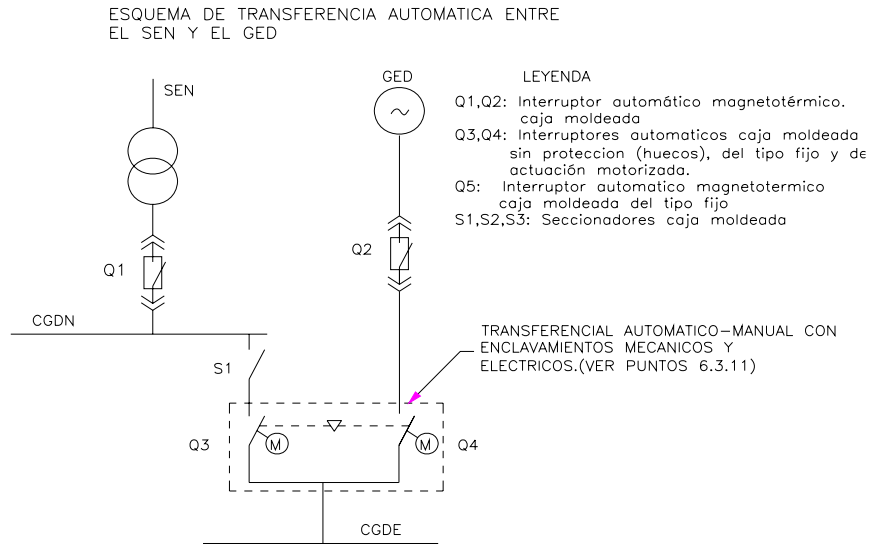 ESQUEMA DE TRANSFERENCIA AUTOMATICA ENTRE
EL SEN Y EL GED
SEN
GED
LEYENDA
Q1,Q2: Interruptor automático magnetotérmico.
caja moldeada
Q3,Q4: Interruptores automaticos caja moldeada
sin proteccion (huecos), del tipo fijo y de
actuación motorizada.
Q5: Interruptor automatico magnetotermico
caja moldeada del tipo fijo
S1,S2,S3: Seccionadores caja moldeada
Q1
Q2
CGDN
S1
TRANSFERENCIAL AUTOMATICO-MANUAL CON
ENCLAVAMIENTOS MECANICOS Y
ELECTRICOS.(VER PUNTOS 6.3.11)
Q3
M
M
Q4
CGDE